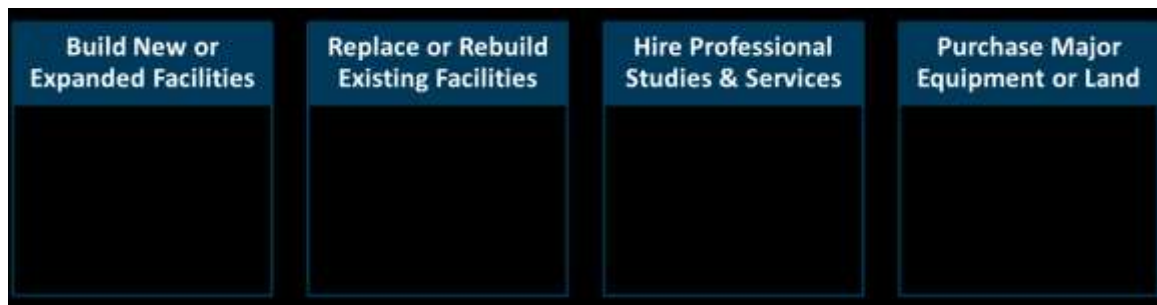 Build New or
Expanded Facilities
Replace or Rebuild
Existing Facilities
Hire Professional
Studies & Services
Purchase Major
Equipment or Land